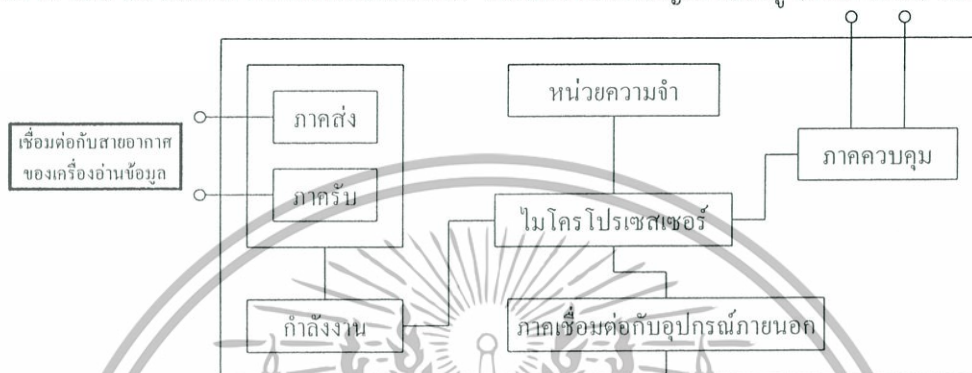 ภาคส่ง
หน่วยความจำ
เชื่อมต่อกับสายอากาศ
ของเครื่องอ่านข้อมูล
ภาคควบคุม
ภาครับ
ไมโครโปรเซสเซอร์
กำลังงาน
ภาคเชื่อมต่อกับอุปกรณ์ภายนอก